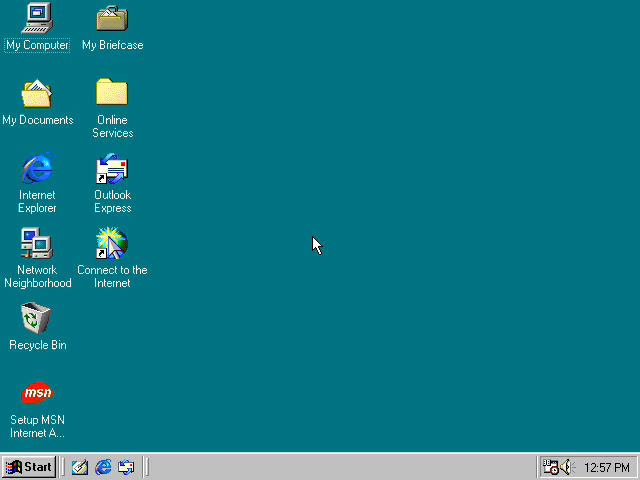 My Computer
My Briefcase
My Documents
Online
Services
Internet
Explorer
Outlook
Express
Network
Neighborhood
Connect to the
Internet
Recycle Bin
msn
Setup MSN
Internet A...
Start
12:57 PM